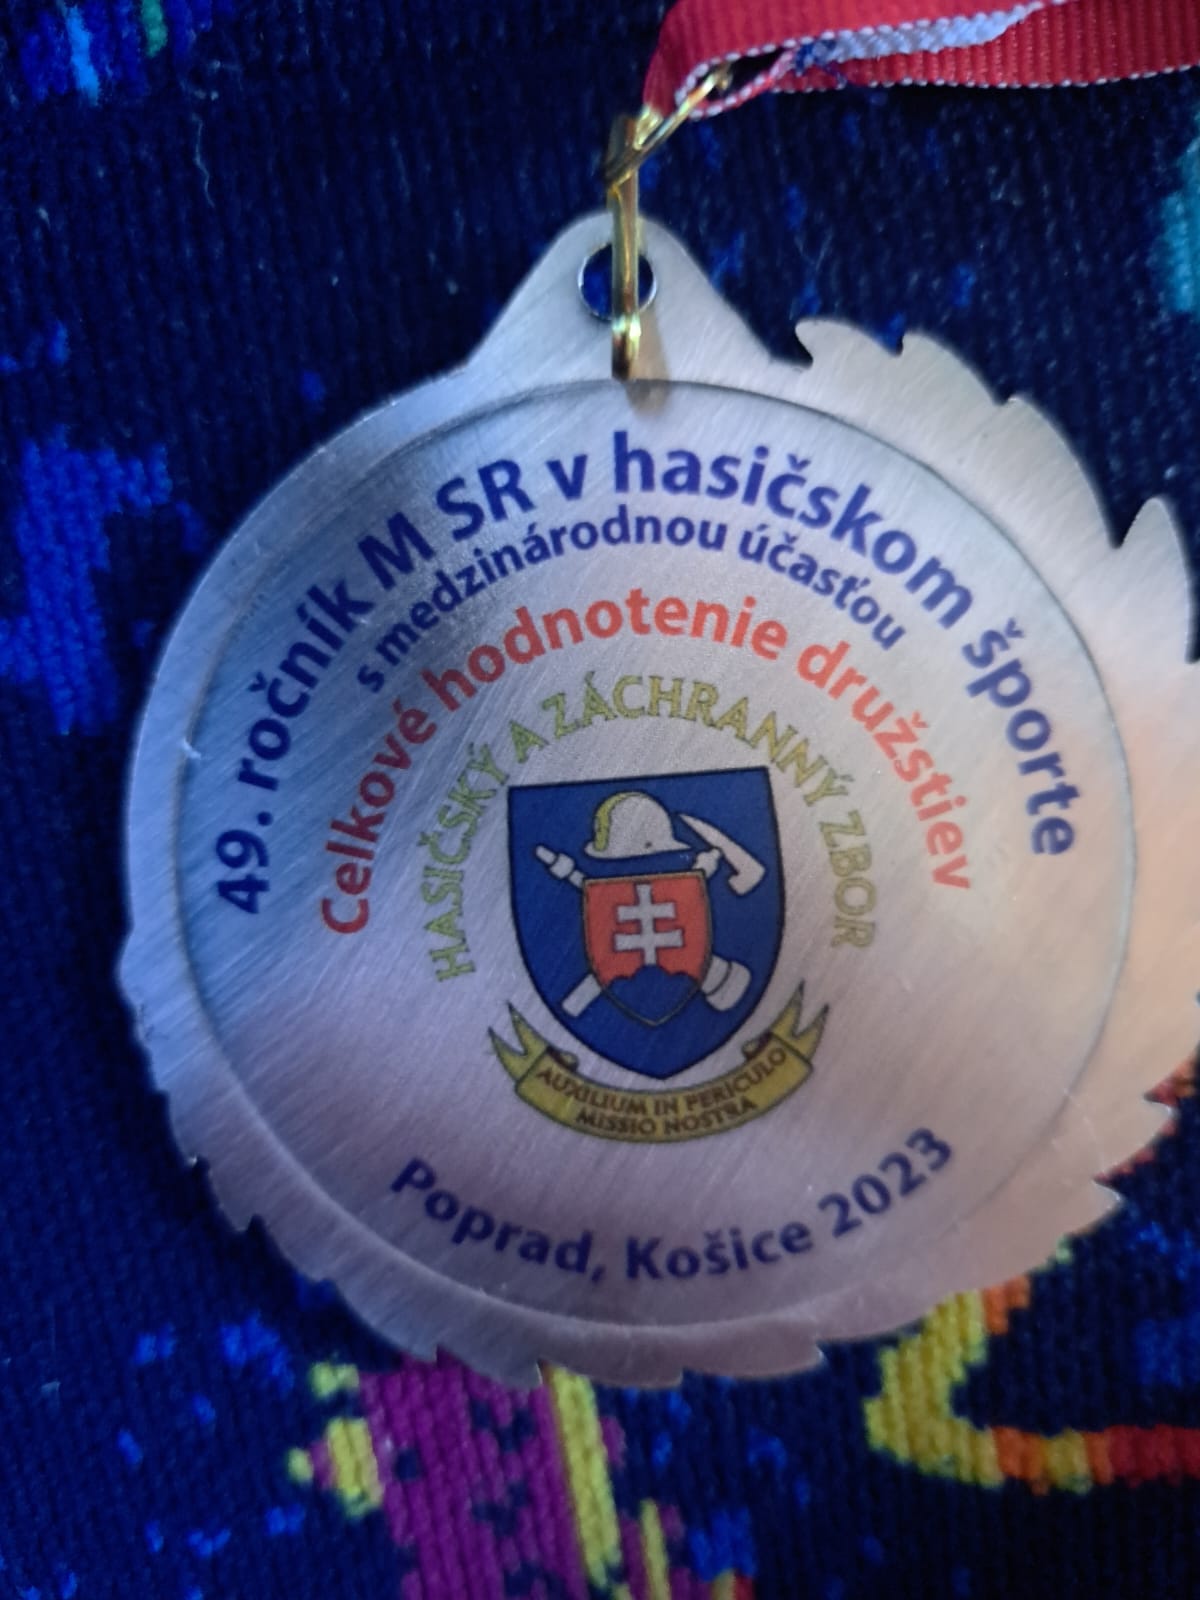 49. ročník M SR v hasičskom športe
s medzinárodnou účasťou
Celkové hodnotenie družstiev
HASIČSKÝ A ZÁCHRANNÝ ZBOR
AUXILIUM IN PERICULO
MISSIO NOSTRA
Poprad, Košice 2023